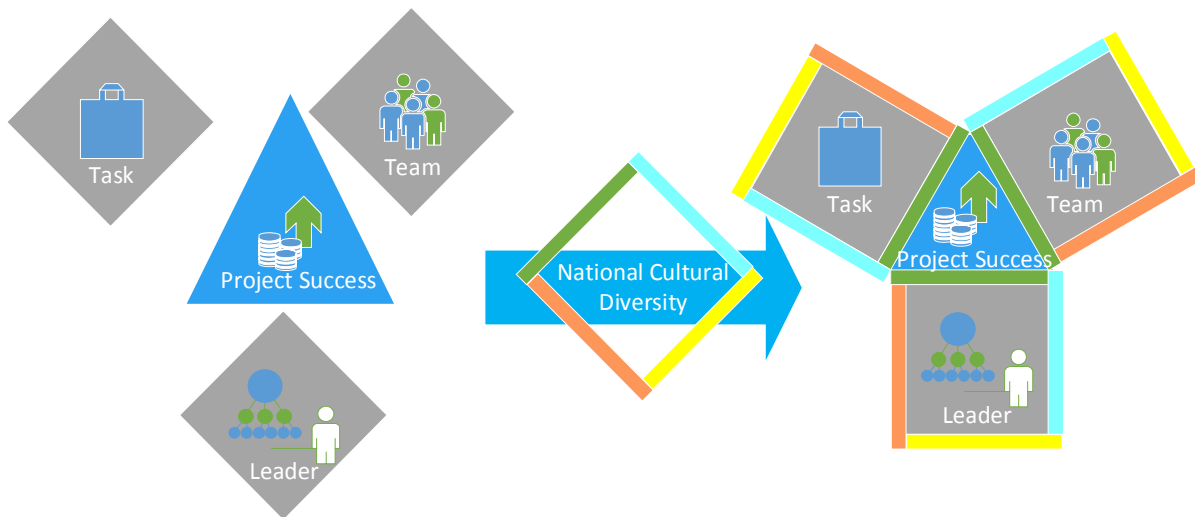 Task
Team
Project Success
Leader
National Cultural
Diversity
Task
Team
Project Success
Leader